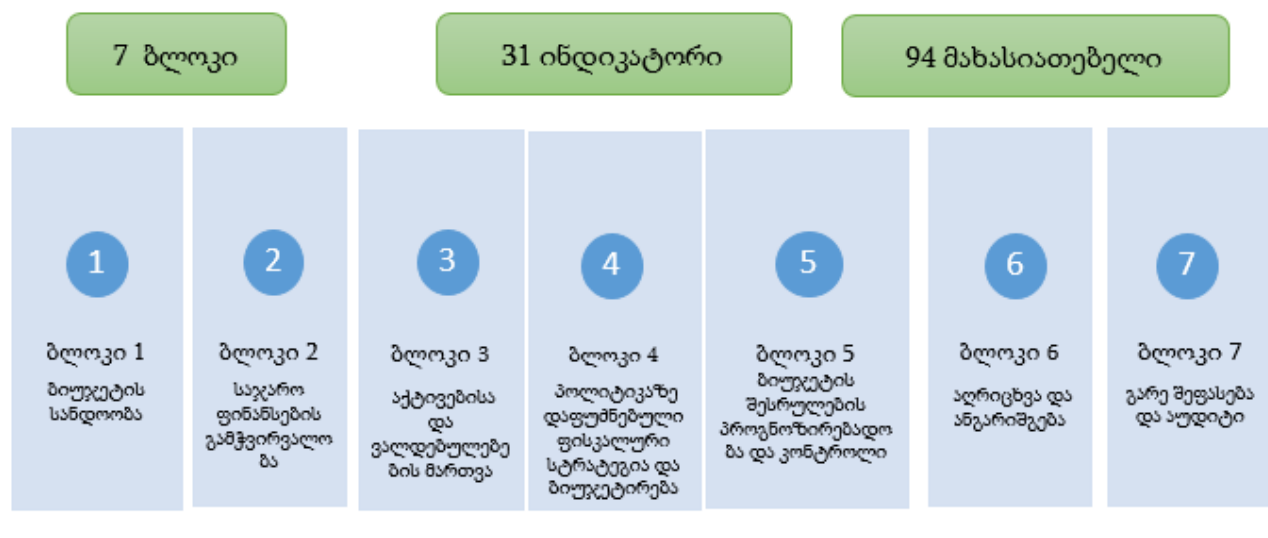 7 ბლოკი
31 ინდიკატორი
94 მახასიათებელი
1
ბლოკი 1
ბიუჯეტის
სანდოობა
2
ბლოკი 2
საჯარო
ფინანსების
გამჭვირვალო
ბა
3
ბლოკი 3
აქტივებისა
და
ვალდებულებე
ბის მართვა
4
ბლოკი 4
პოლიტიკაზე
დაფუძნებული
ფისკალური
სტრატეგია და
ბიუჯეტირება
5
ბლოკი 5
ბიუჯეტის
შესრულების
პროგნოზირებადო
ბა და კონტროლი
6
ბლოკი 6
აღრიცხვა და
ანგარიშგება
7
ბლოკი 7
გარე შეფასება
და აუდიტი